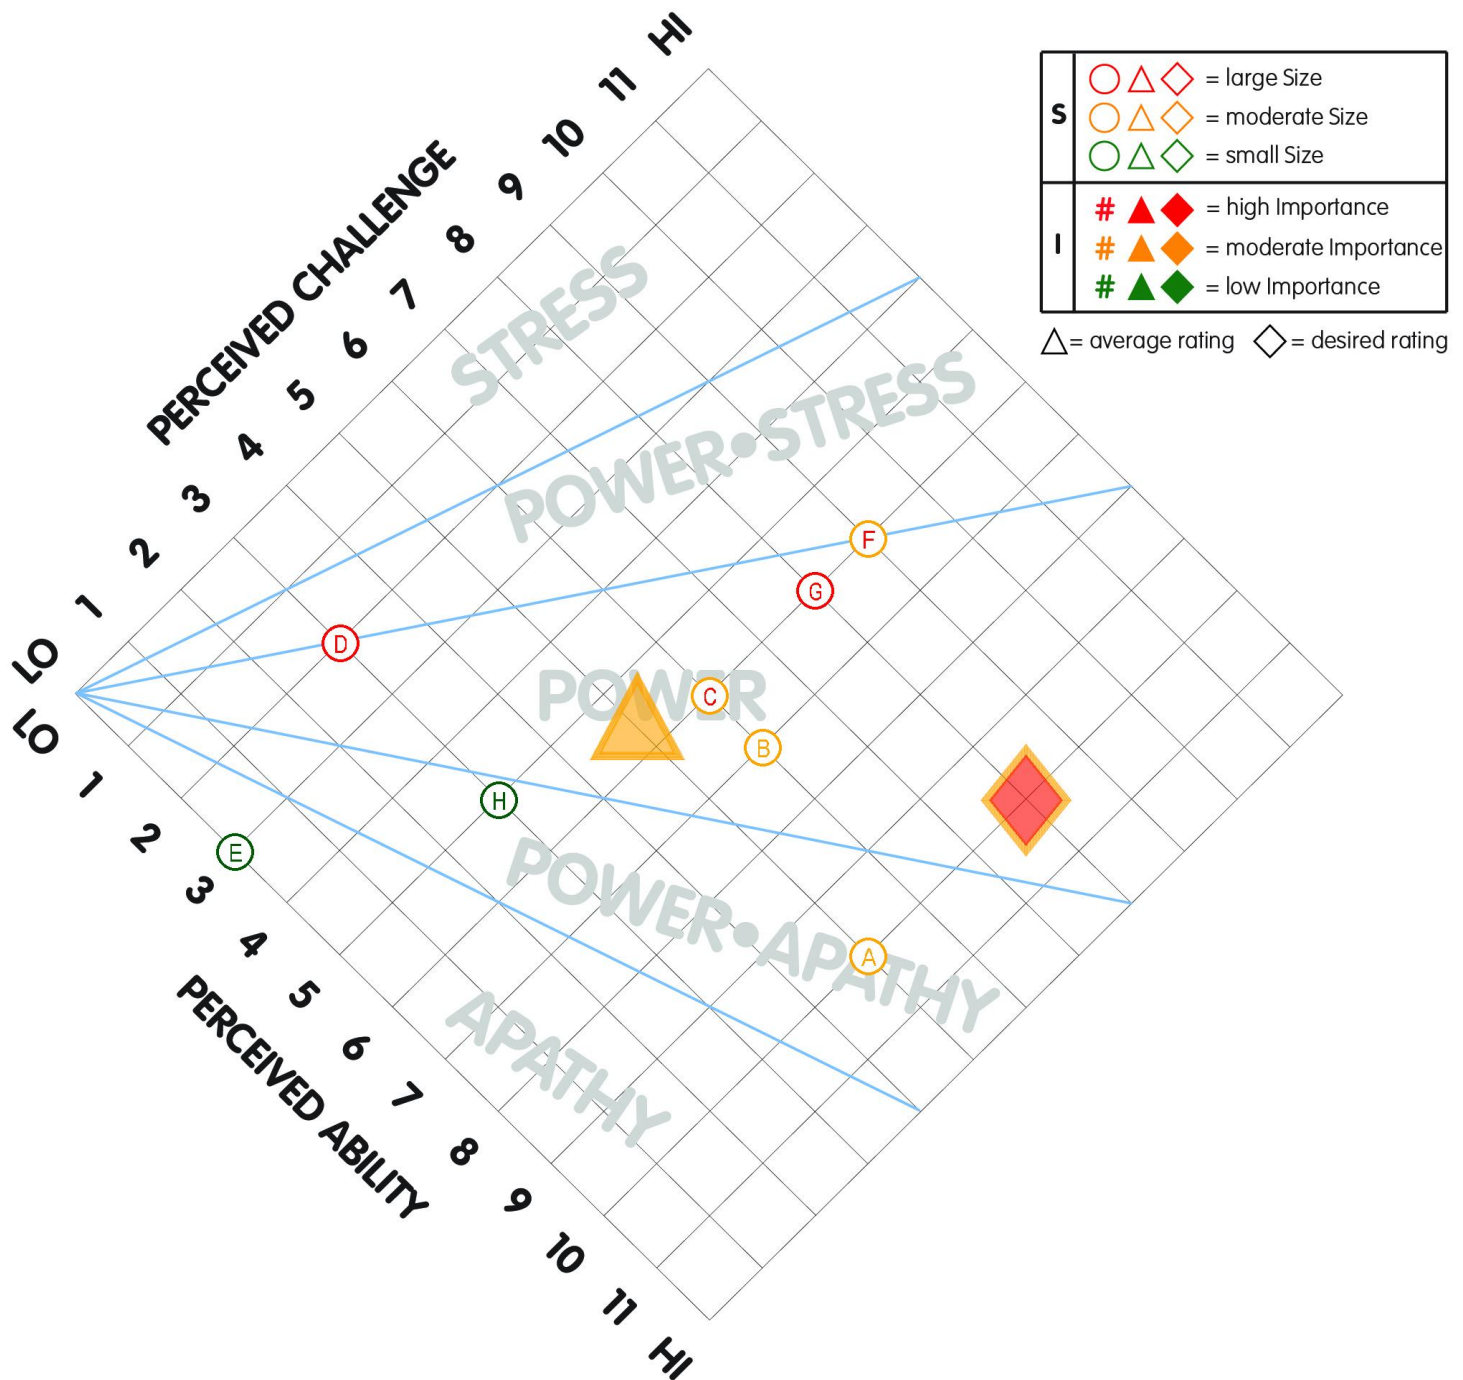 HI
11
10
9
8
7
6
5
4
3
2
1
LO
PERCEIVED CHALLENGE
LO
1
2
3
4
5
6
7
8
9
10
11
HI
PERCEIVED ABILITY
STRESS
POWER•STRESS
POWER
POWER•APATHY
APATHY
F
G
D
C
B
H
E
A
S
= large Size
= moderate Size
= small Size
I
# = high Importance
# = moderate Importance
# = low Importance
= average rating = desired rating